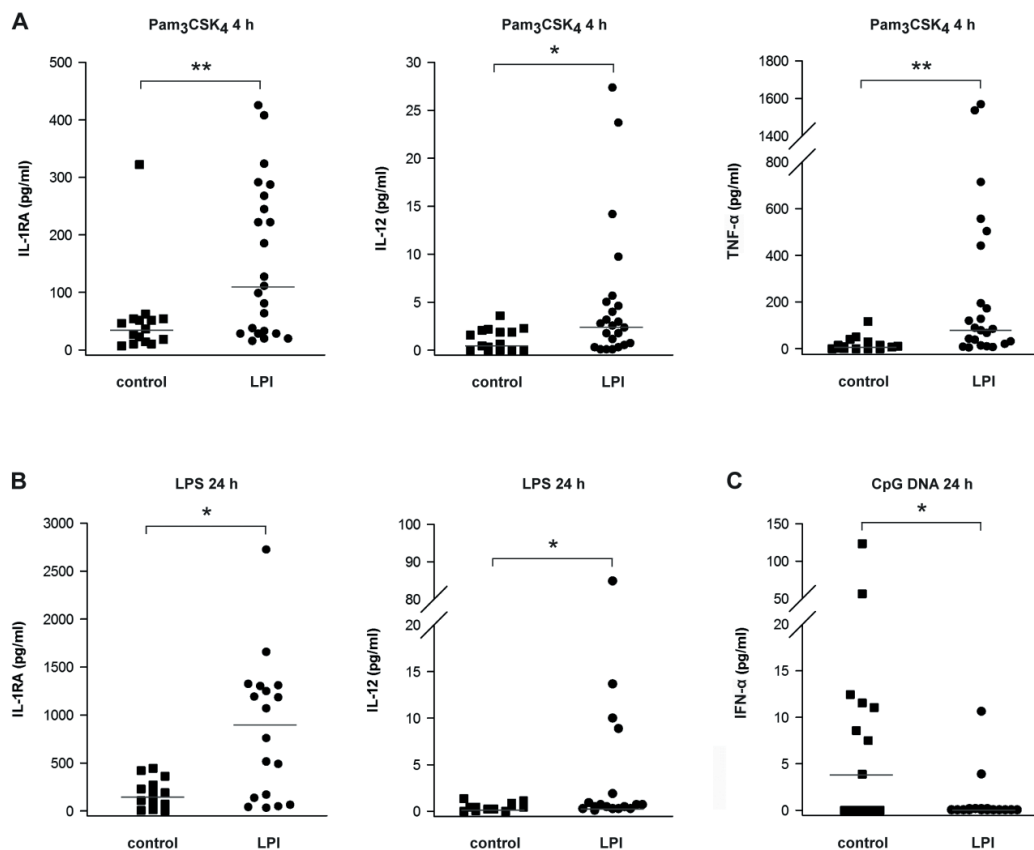 A
Pam3CSK4 4 h
**
IL-1RA (pg/ml)
500
400
300
200
100
0
control LPI
Pam3CSK4 4 h
*
IL-12 (pg/ml)
30
25
20
15
10
5
0
control LPI
Pam3CSK4 4 h
**
TNF-α (pg/ml)
1800
1600
1400
800
600
400
200
0
control LPI
B
LPS 24 h
*
IL-1RA (pg/ml)
3000
2500
2000
1500
1000
500
0
control LPI
LPS 24 h
*
IL-12 (pg/ml)
100
90
80
20
15
10
5
0
control LPI
C
CpG DNA 24 h
*
IFN-α (pg/ml)
150
100
50
20
15
10
5
0
control LPI